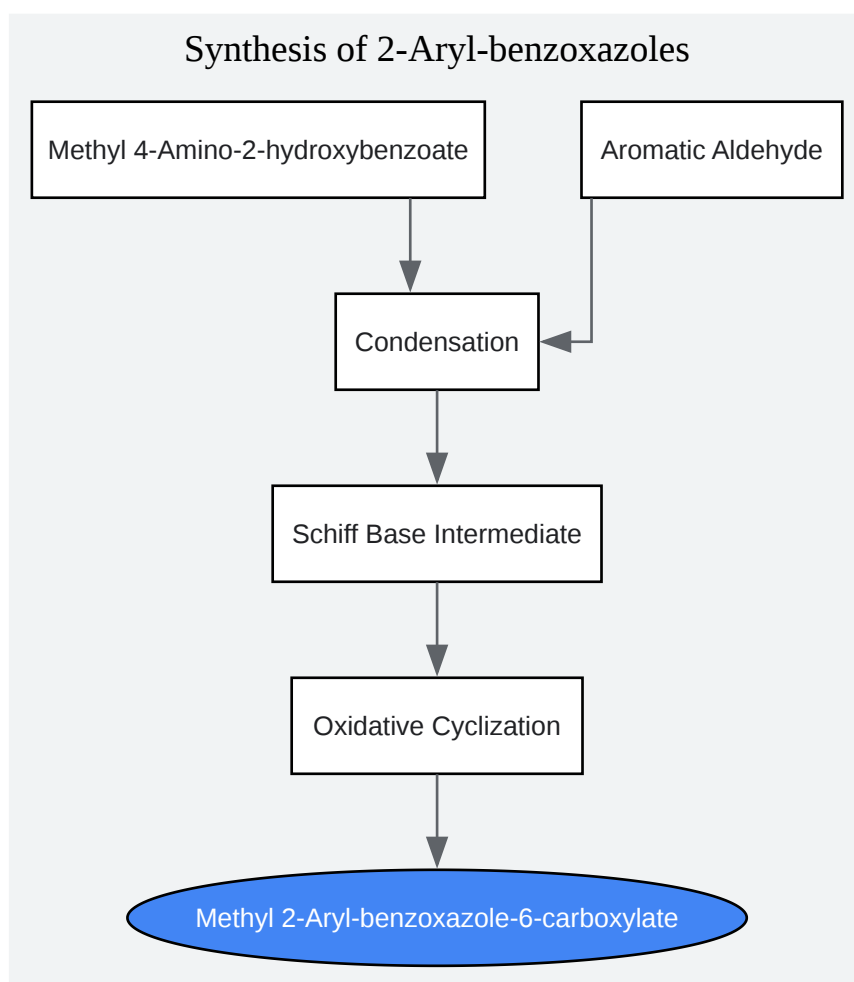 Synthesis of 2-Aryl-benzoxazoles
Methyl 4-Amino-2-hydroxybenzoate
Aromatic Aldehyde
Condensation
Schiff Base Intermediate
Oxidative Cyclization
Methyl 2-Aryl-benzoxazole-6-carboxylate